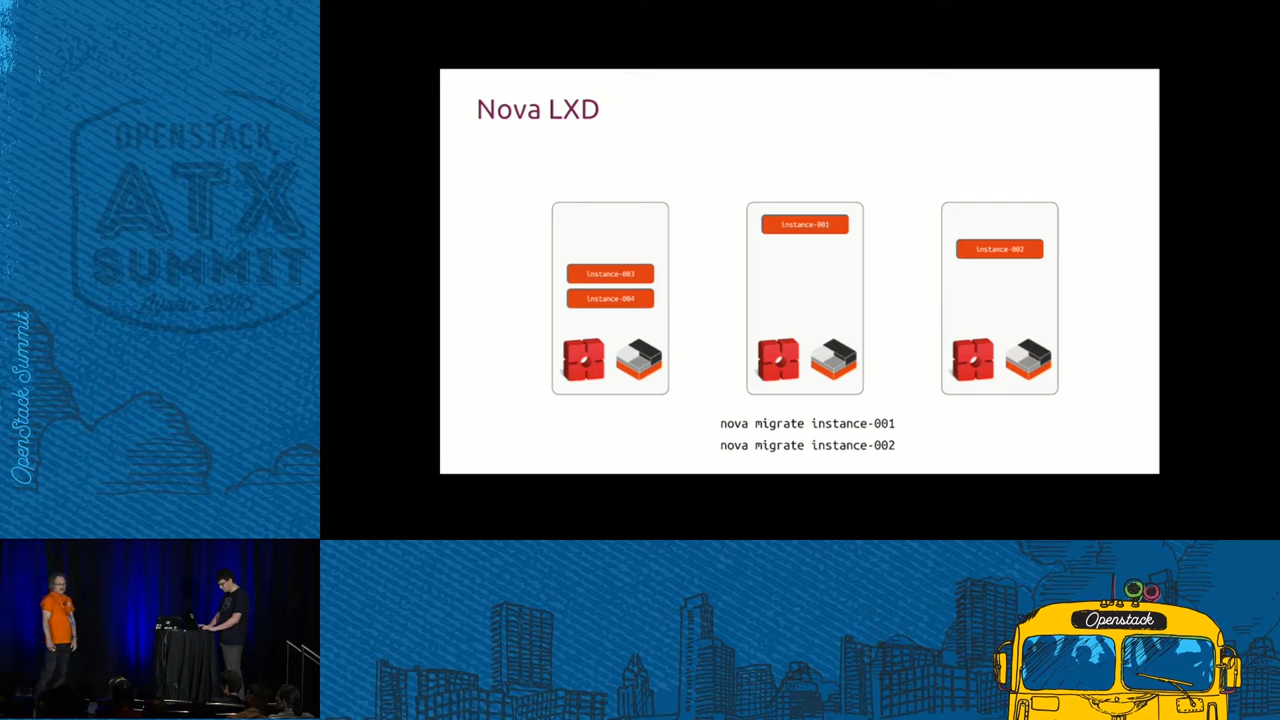 OPENSTACK
ATX
SUMMIT
OpenStack Summit
Nova LXD
instance-001
instance-002
instance-003
instance-004
nova migrate instance-001
nova migrate instance-002
Openstack